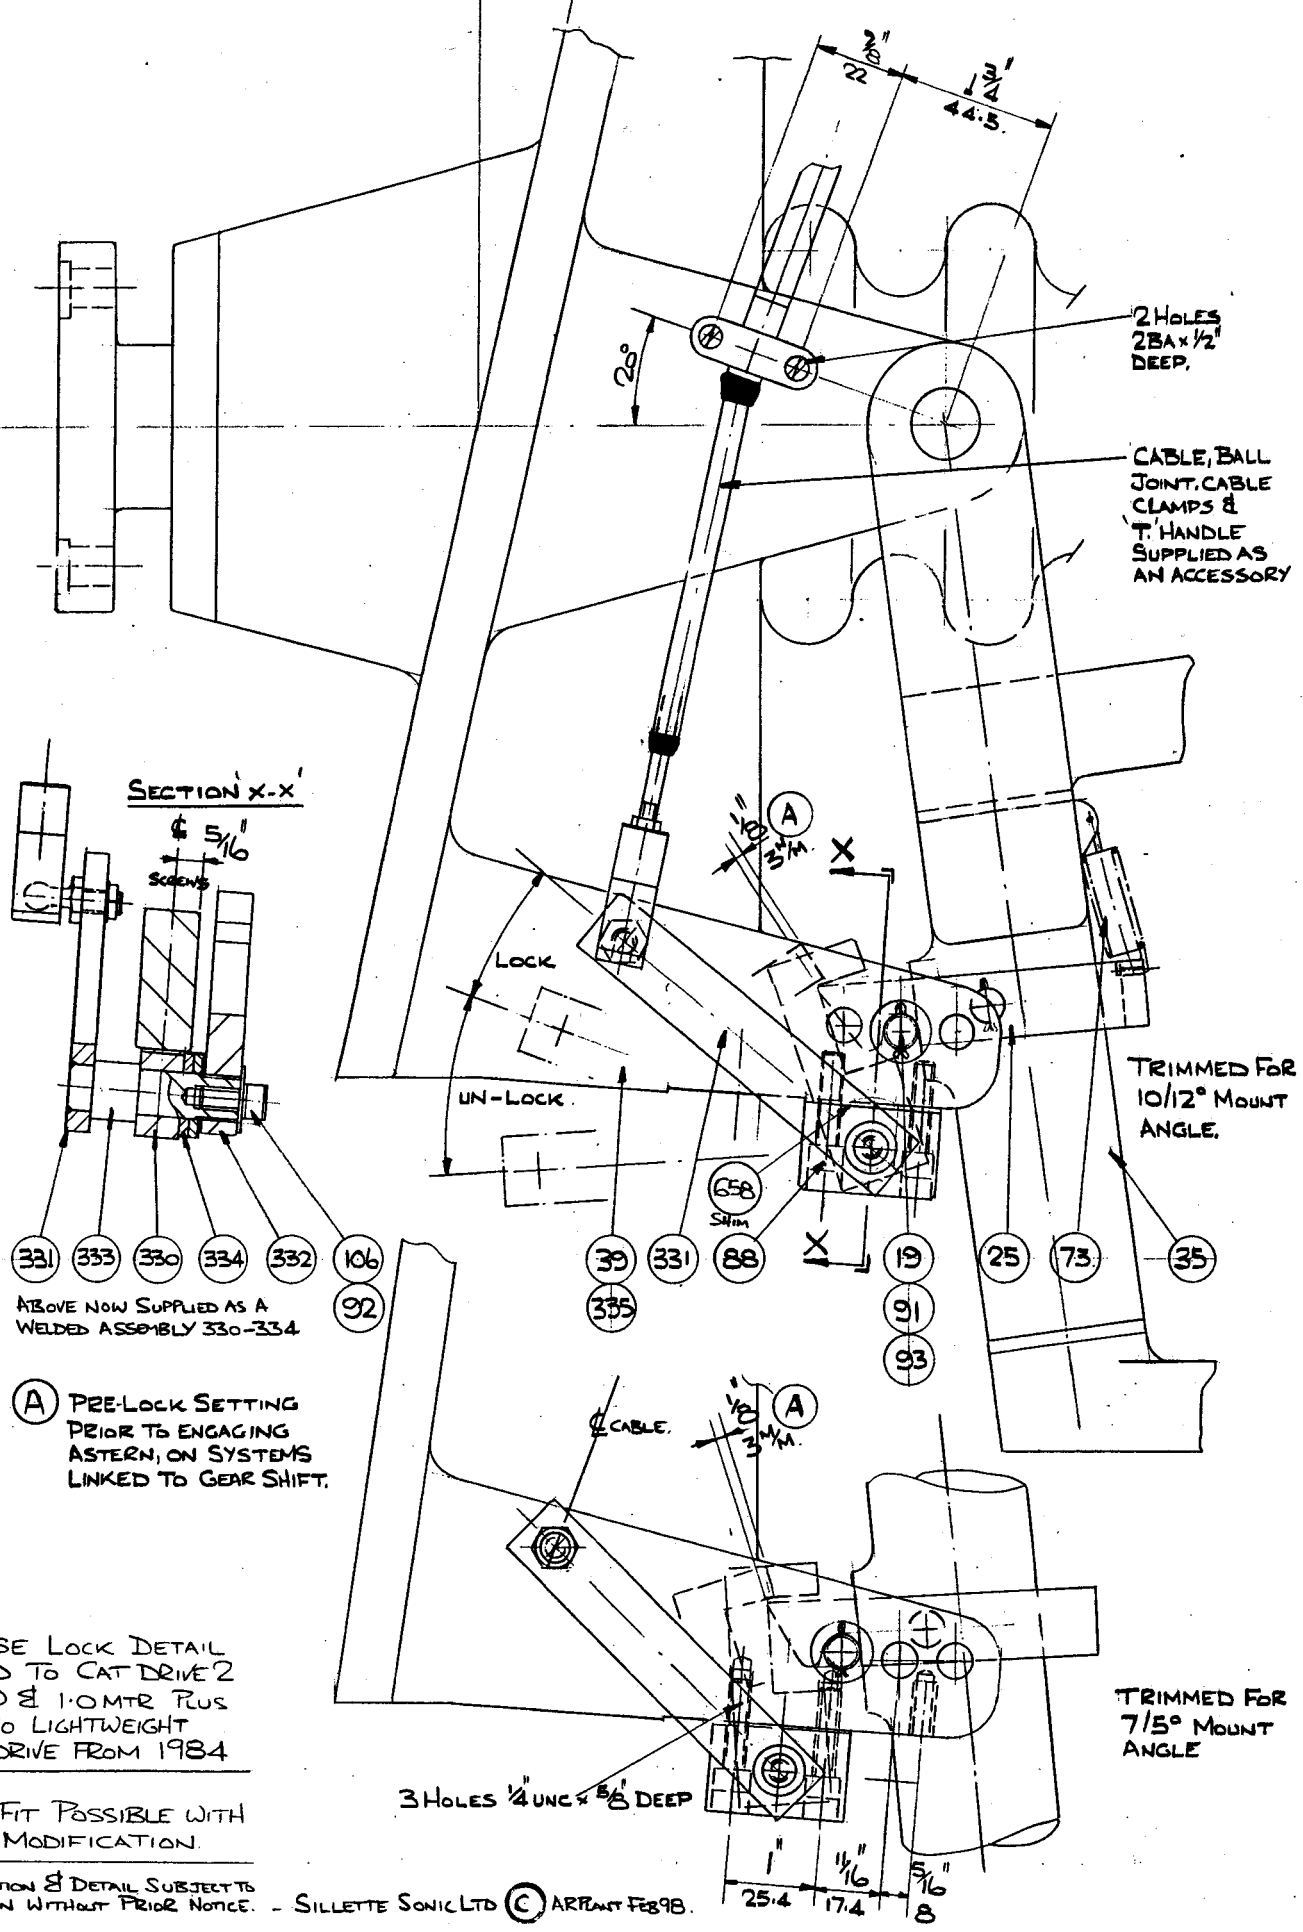 7/8"
22
1 3/4"
44.5.
2 HOLES
2BA x 1/2"
DEEP.
20°
CABLE, BALL
JOINT. CABLE
CLAMPS &
'T.' HANDLE
SUPPLIED AS
AN ACCESSORY
SECTION 'X-X'
℄ 5/16"
SCREWS
1/8"
3 M/M.
A
X
LOCK
UN-LOCK.
TRIMMED FOR
10/12° MOUNT
ANGLE.
658
SHIM
X
331 333 330 334 332 106
92
39 331 88 19 25 73 35
335 91
93
ABOVE NOW SUPPLIED AS A
WELDED ASSEMBLY 330-334
A PRE-LOCK SETTING
PRIOR TO ENGAGING
ASTERN, ON SYSTEMS
LINKED TO GEAR SHIFT.
℄ CABLE.
1/8"
3 M/M.
A
SE LOCK DETAIL
D TO CAT DRIVE 2
D & 1.0 MTR PLUS
O LIGHTWEIGHT
DRIVE FROM 1984
TRIMMED FOR
7/5° MOUNT
ANGLE
3 HOLES 1/4 UNC x 5/8" DEEP
FIT POSSIBLE WITH
MODIFICATION.
1" 11/16" 5/16"
25.4 17.4 8
TION & DETAIL SUBJECT TO
N WITHOUT PRIOR NOTICE. - SILLETTE SONIC LTD © FEB 98.